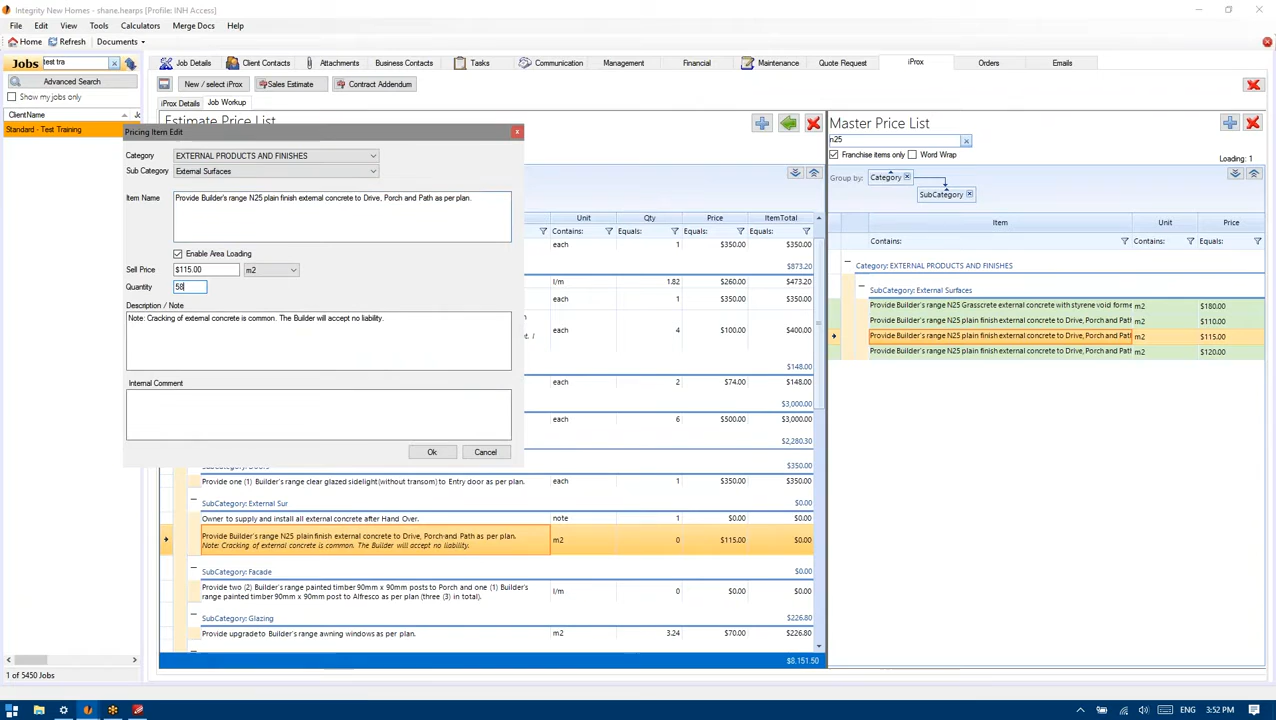 Integrity New Homes - shane.hearps [Profile: INH Access]
File Edit View Tools Calculators Merge Docs Help
Home Refresh Documents
Jobs test tra
Advanced Search
Show my jobs only
ClientName
Standard - Test Training
1 of 5450 Jobs
Job Details Client Contacts Attachments Business Contacts Tasks Communication Management Financial Maintenance Quote Request iProx Orders Emails
New / select iProx Sales Estimate Contract Addendum
iProx Details Job Workup
Estimate Price List
Pricing Item Edit
Category EXTERNAL PRODUCTS AND FINISHES
Sub Category External Surfaces
Item Name Provide Builder's range N25 plain finish external concrete to Drive, Porch and Path as per plan.
Enable Area Loading
Sell Price $115.00 m2
Quantity 58
Description / Note
Note: Cracking of external concrete is common. The Builder will accept no liability.
Internal Comment
Ok Cancel
Unit Qty Price ItemTotal
Contains: Equals: Equals: Equals:
each 1 $350.00 $350.00
$873.20
l/m 1.82 $260.00 $473.20
each 1 $350.00 $350.00
each 4 $100.00 $400.00
$148.00
each 2 $74.00 $148.00
$3,000.00
each 6 $500.00 $3,000.00
$2,280.30
$350.00
Provide one (1) Builder's range clear glazed sidelight(without transom) to Entry door as per plan. each 1 $350.00 $350.00
SubCategory: External Sur $0.00
Owner to supply and install all external concrete after Hand Over. note 1 $0.00 $0.00
Provide Builder's range N25 plain finish external concrete to Drive, Porch and Path as per plan. m2 0 $115.00 $0.00
Note: Cracking of external concrete is common. The Builder will accept no liability.
SubCategory: Facade $0.00
Provide two (2) Builder's range painted timber 90mm x 90mm posts to Porch and one (1) Builder's l/m 0 $0.00 $0.00
range painted timber 90mm x 90mm post to Alfresco as per plan (three (3) in total).
SubCategory: Glazing $226.80
Provide upgrade to Builder's range awning windows as per plan. m2 3.24 $70.00 $226.80
$8,151.50
Master Price List
n25
Franchise items only Word Wrap
Loading: 1
Group by: Category
SubCategory
Item Unit Price
Contains: Contains: Equals:
Category: EXTERNAL PRODUCTS AND FINISHES
SubCategory: External Surfaces
Provide Builder's range N25 Grasscrete external concrete with styrene void forme m2 $180.00
Provide Builder's range N25 plain finish external concrete to Drive, Porch and Path m2 $110.00
Provide Builder's range N25 plain finish external concrete to Drive, Porch and Path m2 $115.00
Provide Builder's range N25 plain finish external concrete to Drive, Porch and Path m2 $120.00
ENG 3:52 PM